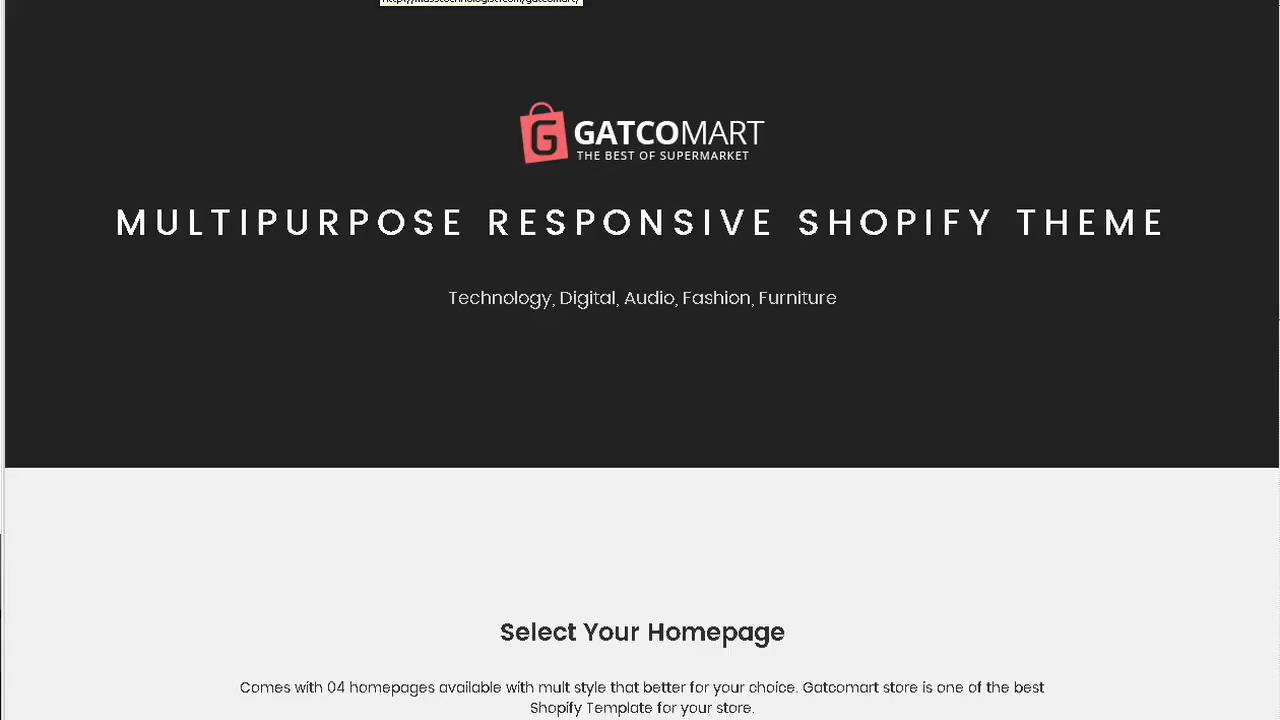 GATCOMART
THE BEST OF SUPERMARKET
MULTIPURPOSE RESPONSIVE SHOPIFY THEME
Technology, Digital, Audio, Fashion, Furniture
Select Your Homepage
Comes with 04 homepages available with mult style that better for your choice. Gatcomart store is one of the best
Shopify Template for your store.